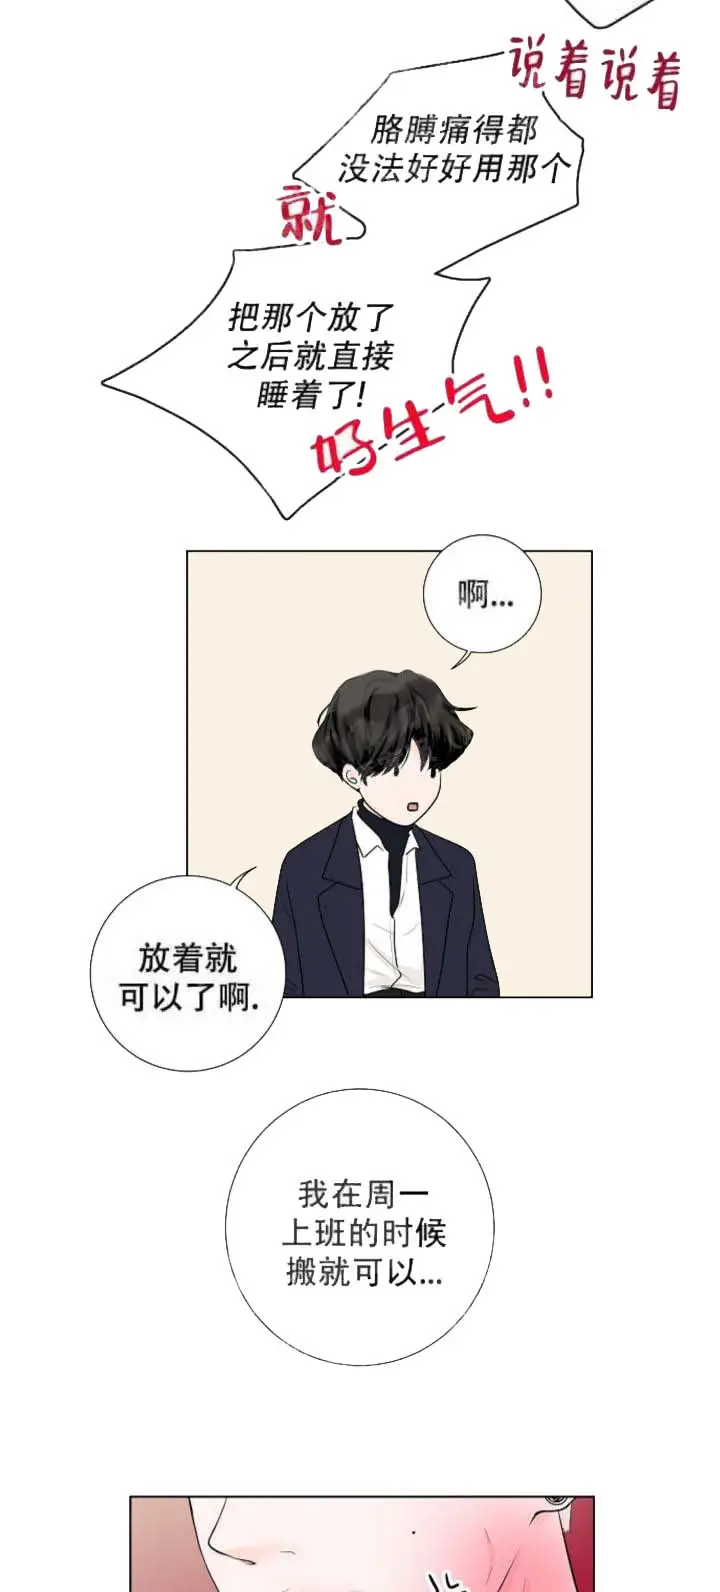 说着说着
胳膊痛得都
没法好好用那个
就
把那个放了
之后就直接
睡着了!
好生气!!
啊...
放着就
可以了啊.
我在周一
上班的时候
搬就可以...